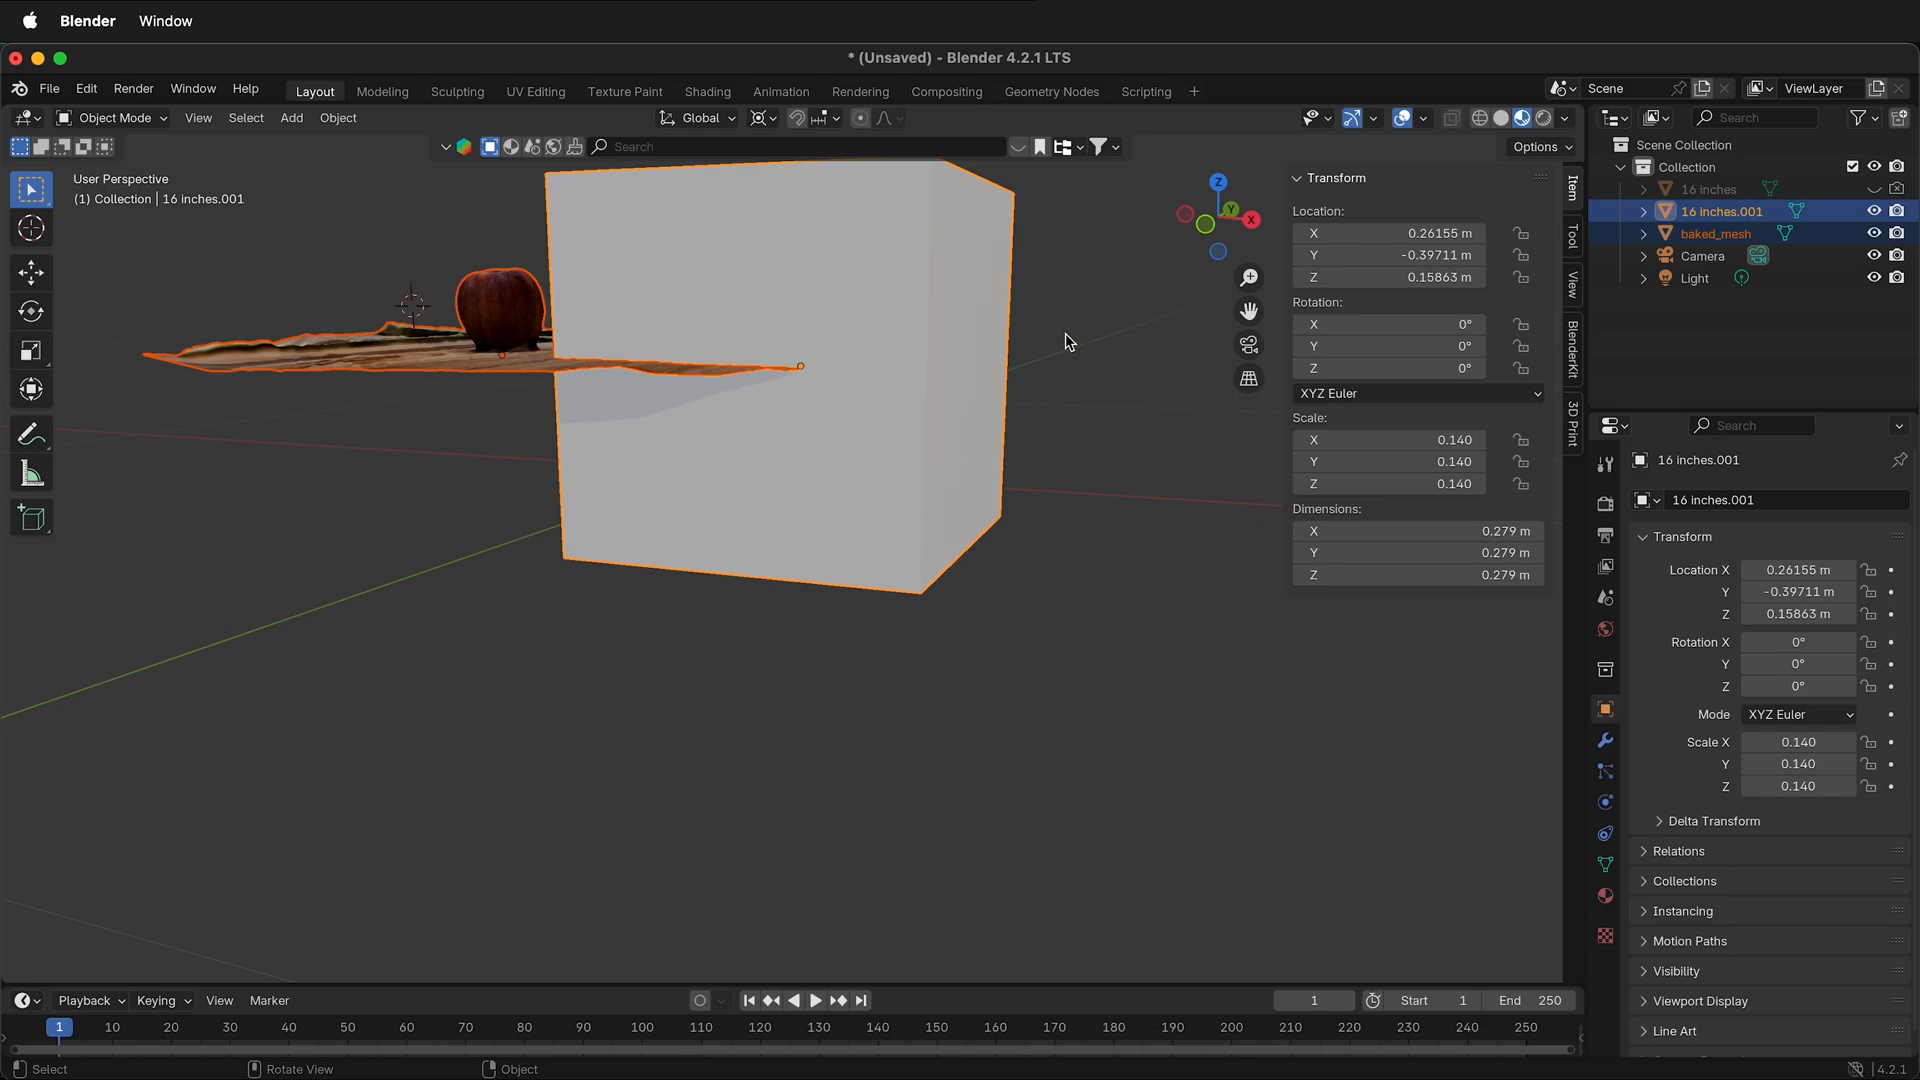 Blender Window
* (Unsaved) - Blender 4.2.1 LTS
File Edit Render Window Help Layout Modeling Sculpting UV Editing Texture Paint Shading Animation Rendering Compositing Geometry Nodes Scripting + Scene ViewLayer
Object Mode View Select Add Object Global Search
Search Options
User Perspective
(1) Collection | 16 inches.001
Z
Y
X
Transform
Location:
X 0.26155 m
Y -0.39711 m
Z 0.15863 m
Rotation:
X 0°
Y 0°
Z 0°
XYZ Euler
Scale:
X 0.140
Y 0.140
Z 0.140
Dimensions:
X 0.279 m
Y 0.279 m
Z 0.279 m
Item
Tool
View
BlenderKit
3D Print
Scene Collection
Collection
16 inches
16 inches.001
baked_mesh
Camera
Light
Search
16 inches.001
16 inches.001
Transform
Location X 0.26155 m
Y -0.39711 m
Z 0.15863 m
Rotation X 0°
Y 0°
Z 0°
Mode XYZ Euler
Scale X 0.140
Y 0.140
Z 0.140
Delta Transform
Relations
Collections
Instancing
Motion Paths
Visibility
Viewport Display
Line Art
Playback Keying View Marker 1 Start 1 End 250
1 10 20 30 40 50 60 70 80 90 100 110 120 130 140 150 160 170 180 190 200 210 220 230 240 250
Select Rotate View Object 4.2.1